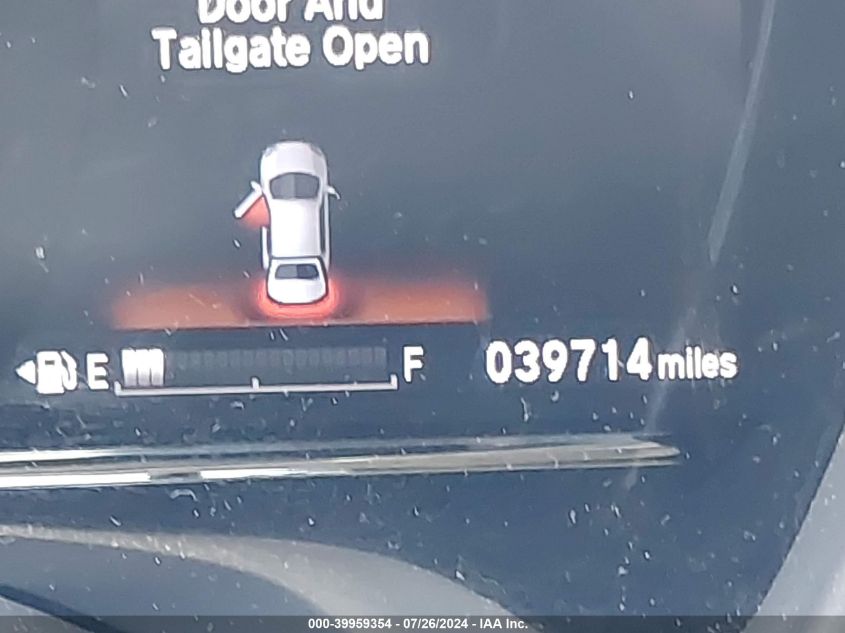 Door And
Tailgate Open
E F 039714 miles
000-39959354 - 07/26/2024 - IAA Inc.